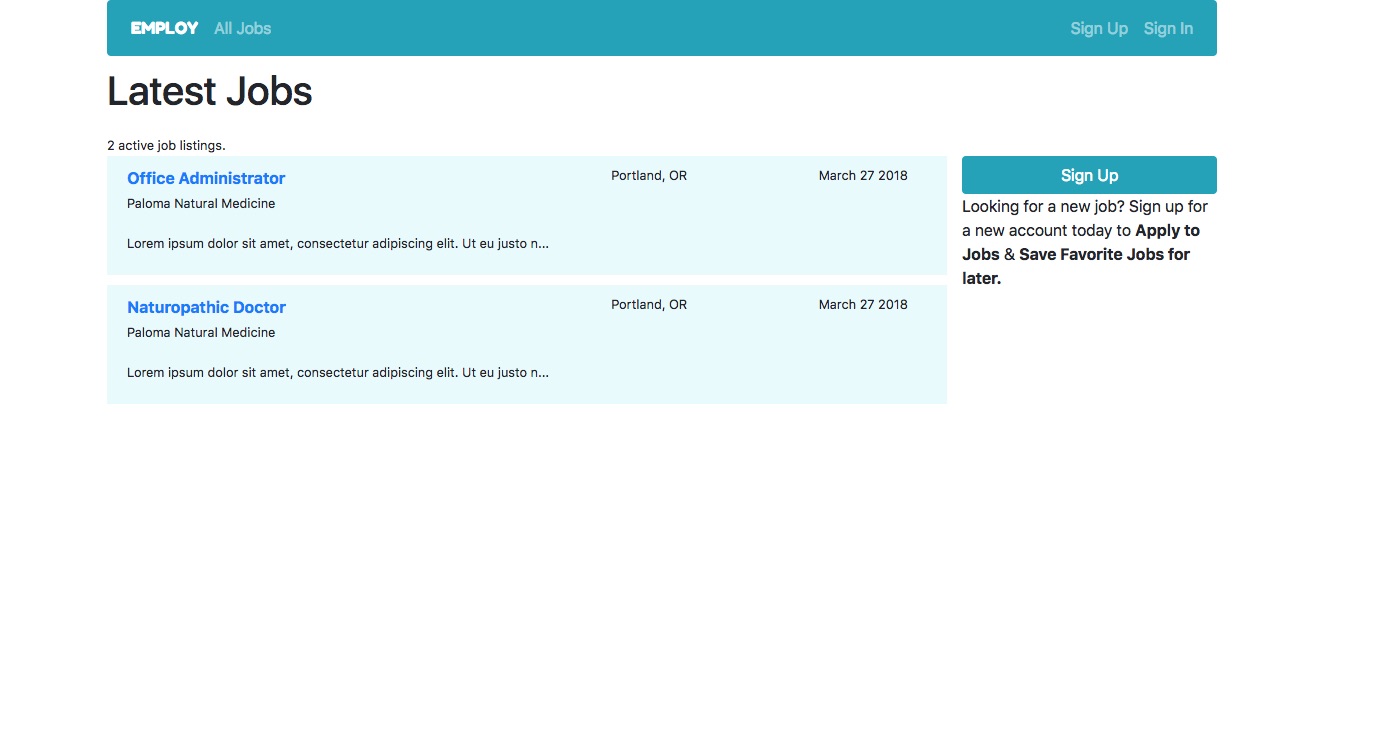 EMPLOY All Jobs Sign Up Sign In
Latest Jobs
2 active job listings.
Office Administrator Portland, OR March 27 2018
Paloma Natural Medicine
Lorem ipsum dolor sit amet, consectetur adipiscing elit. Ut eu justo n...
Naturopathic Doctor Portland, OR March 27 2018
Paloma Natural Medicine
Lorem ipsum dolor sit amet, consectetur adipiscing elit. Ut eu justo n...
Sign Up
Looking for a new job? Sign up for
a new account today to Apply to
Jobs & Save Favorite Jobs for
later.